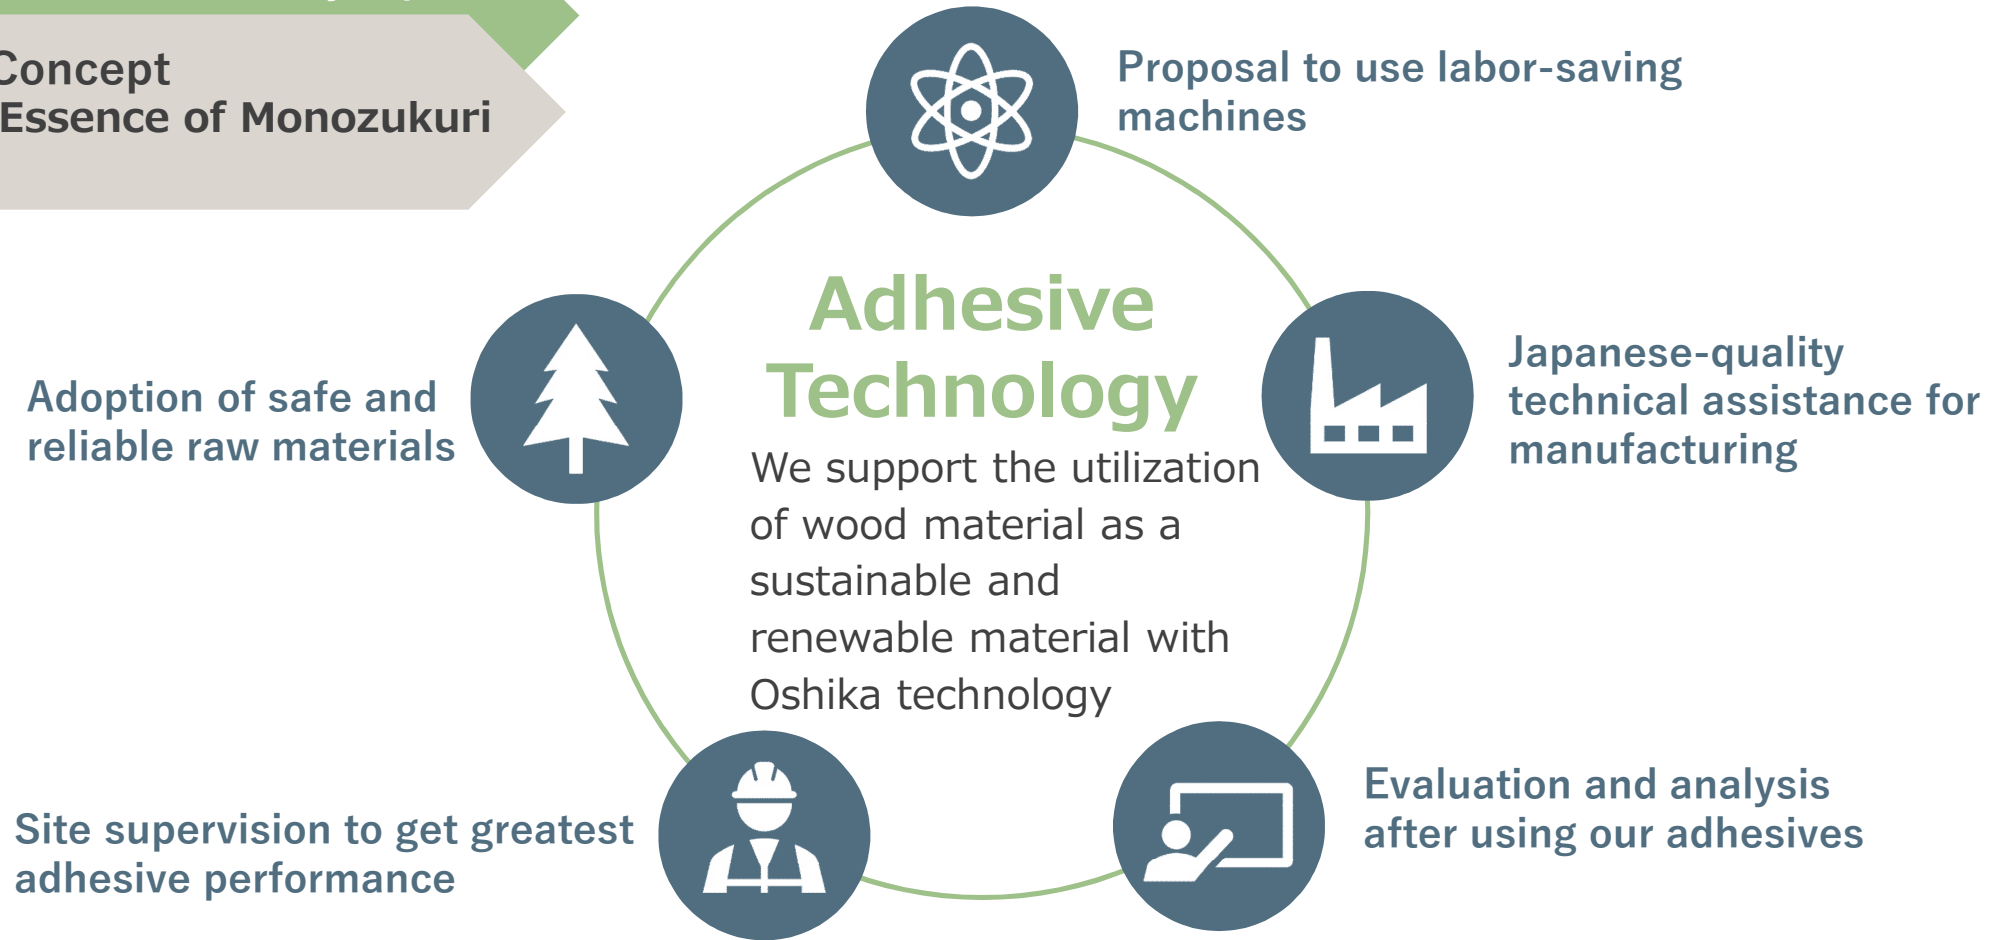 Concept
Essence of Monozukuri
Proposal to use labor-saving
machines
Adhesive
Technology
We support the utilization
of wood material as a
sustainable and
renewable material with
Oshika technology
Japanese-quality
technical assistance for
manufacturing
Evaluation and analysis
after using our adhesives
Site supervision to get greatest
adhesive performance
Adoption of safe and
reliable raw materials